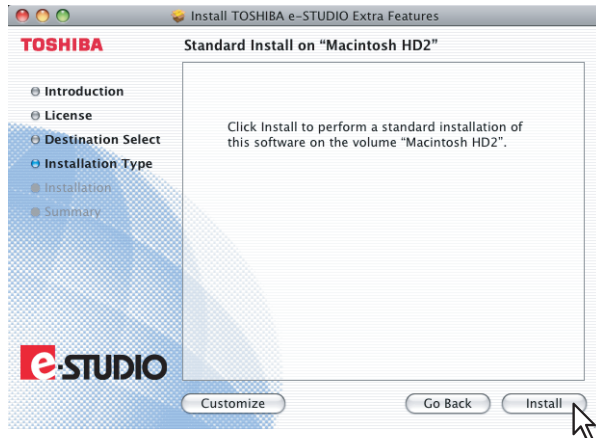 Install TOSHIBA e-STUDIO Extra Features
TOSHIBA
Standard Install on “Macintosh HD2”
Introduction
License
Destination Select
Installation Type
Installation
Summary
Click Install to perform a standard installation of
this software on the volume “Macintosh HD2”.
e-STUDIO
Customize
Go Back
Install